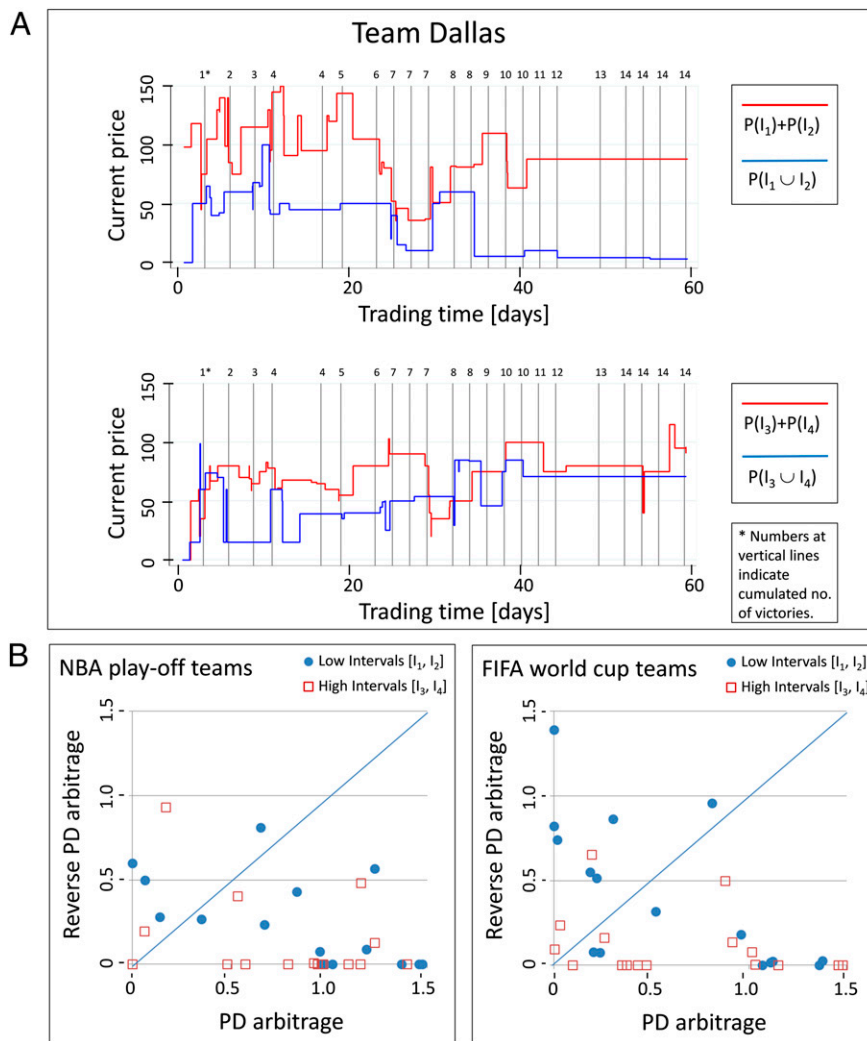 A
Team Dallas
1* 2 3 4 4 5 6 7 7 7 8 8 9 10 10 11 12 13 14 14 14 14
150
100
50
0
Current price
0 20 40 60
Trading time [days]
P(I₁)+P(I₂)
P(I₁ ∪ I₂)
1* 2 3 4 4 5 6 7 7 7 8 8 9 10 10 11 12 13 14 14 14 14
150
100
50
0
Current price
0 20 40 60
Trading time [days]
P(I₃)+P(I₄)
P(I₃ ∪ I₄)
* Numbers at
vertical lines
indicate
cumulated no.
of victories.
B
NBA play-off teams
Low Intervals [I₁, I₂]
High Intervals [I₃, I₄]
1.5
1.0
0.5
0
Reverse PD arbitrage
0 0.5 1.0 1.5
PD arbitrage
FIFA world cup teams
Low Intervals [I₁, I₂]
High Intervals [I₃, I₄]
1.5
1.0
0.5
0
Reverse PD arbitrage
0 0.5 1.0 1.5
PD arbitrage